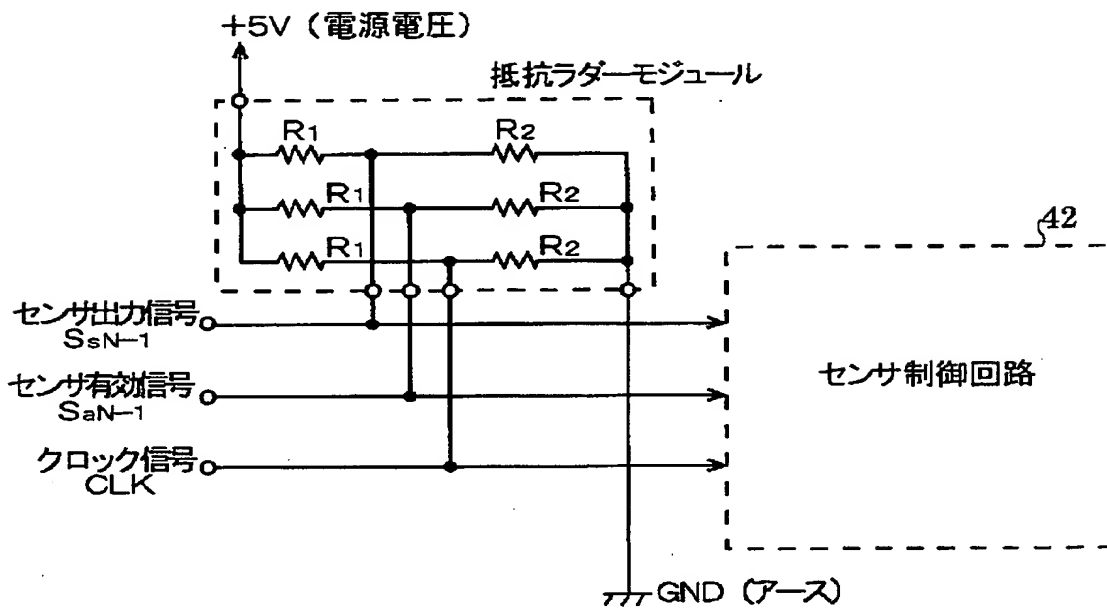 +5V（電源電圧）
抵抗ラダーモジュール
R1
R2
R1
R2
R1
R2
42
センサ出力信号
SsN-1
センサ有効信号
SaN-1
クロック信号
CLK
センサ制御回路
GND（アース）